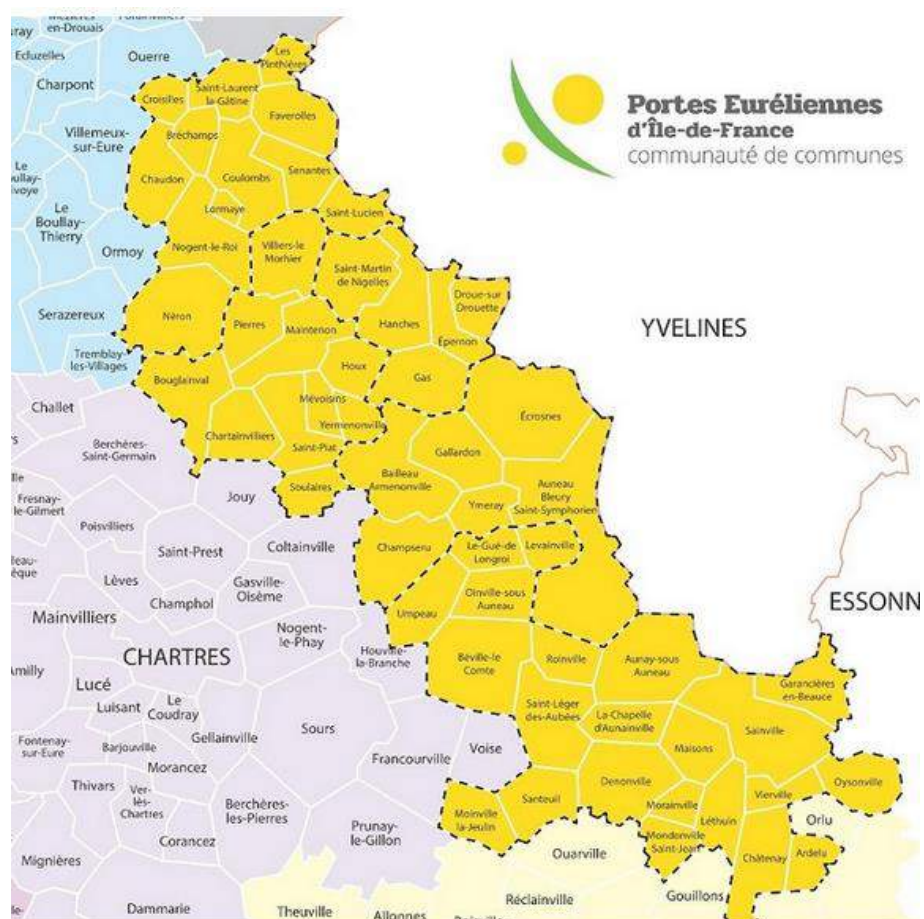 en-Drouais
Ecluzelles
Ouerre
Les
Pinthières
Charpont
Croisilles
Saint-Laurent
la-Gâtine
Faverolles
Portes Euréliennes
d'Île-de-France
communauté de communes
Villemeux-
sur-Eure
Bréchamps
Le
Chaudon
Coulombs
Senantes
Le
Boullay-
Thierry
Lormaye
Saint-Lucien
Ormoy
Nogent-le-Roi
Villiers-le
Morhier
Saint-Martin
de Nigelles
Droue-sur
Drouette
Serazereux
Néron
Pierres
Maintenon
Hanches
Épernon
YVELINES
Tremblay-
les-Villages
Bouglainval
Houx
Gas
Challet
Mévoisins
Écrosnes
Berchères-
Saint-Germain
Chartainvilliers
Yermenonville
Saint-Piat
Gallardon
Fresnay-
le-Gilmert
Jouy
Soulaires
Bailleau
Armenonville
Auneau
Bleury
Saint-Symphorien
Poisvilliers
Ymeray
Saint-Prest
Coltainville
Champseru
Le-Gué-de
Longroi
Levainville
Lèves
Gasville-
Oisème
Mainvilliers
Champhol
Umpeau
Oinville-sous
Auneau
ESSONN
Nogent-
le-Phay
CHARTRES
Houville-
la-Branche
Béville-le
Comte
Roinville
Aunay-sous
Auneau
Amilly
Lucé
Garancières
en-Beauce
Luisant
Le
Coudray
Saint-Léger
des-Aubées
La-Chapelle
d'Aunainville
Sainville
Fontenay-
sur-Eure
Barjouville
Gellainville
Sours
Voise
Maisons
Morancez
Francourville
Thivars
Ver-
lès-
Chartres
Denonville
Vierville
Oysonville
Berchères-
les-Pierres
Moinville
la-Jeulin
Santeuil
Morainville
Léthuin
Orlu
Corancez
Prunay-
le-Gillon
Mondonville
Saint-Jean
Mignières
Ouarville
Châtenay
Ardelu
Réclainville
Gouillons
Dammarie
Theuville
Allonnes